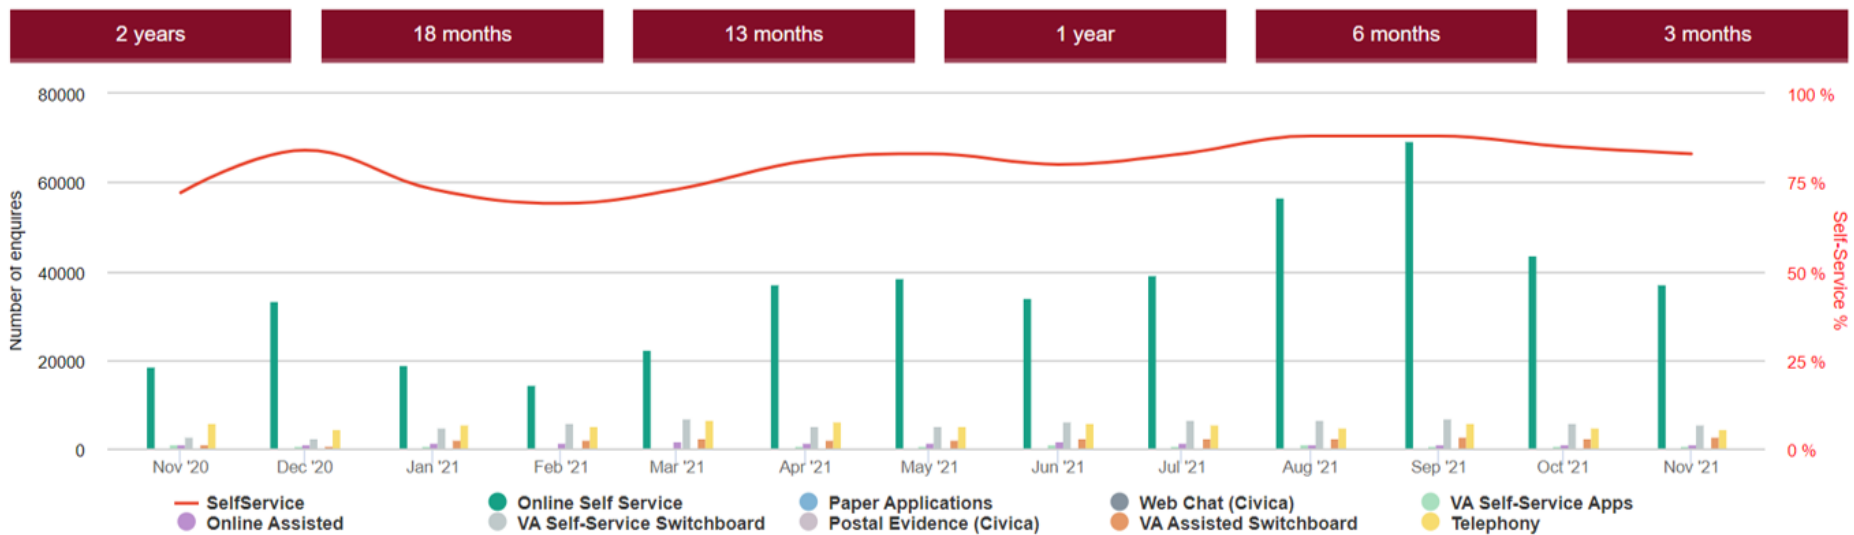 2 years 18 months 13 months 1 year 6 months 3 months
80000 100 %
60000 75 %
40000 50 %
20000 25 %
0 0 %
Number of enquires
Self-Service %
Nov '20 Dec '20 Jan '21 Feb '21 Mar '21 Apr '21 May '21 Jun '21 Jul '21 Aug '21 Sep '21 Oct '21 Nov '21
SelfService Online Self Service Paper Applications Web Chat (Civica) VA Self-Service Apps
Online Assisted VA Self-Service Switchboard Postal Evidence (Civica) VA Assisted Switchboard Telephony